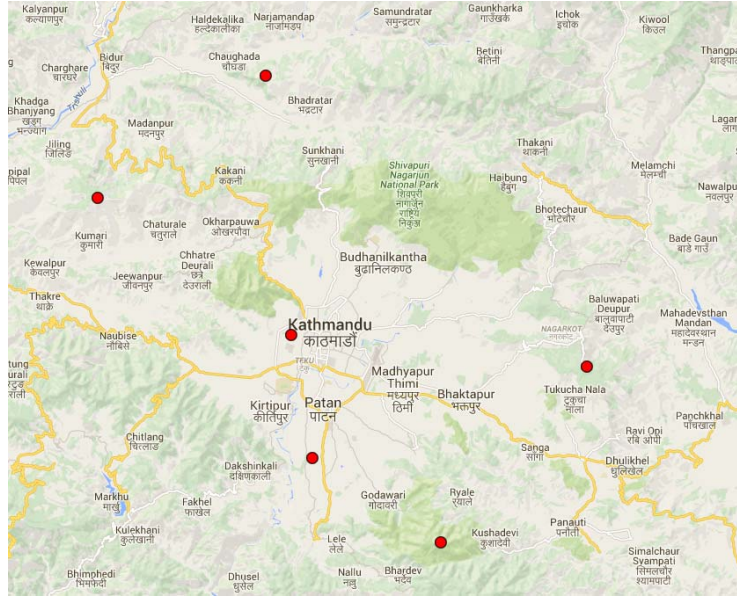 Kalyanpur
कल्याणपुर
Haldekalika
हल्देकालीका
Narjamandap
नार्जामंडप
Samundratar
समुन्द्रटार
Gaunkharka
गाउँखर्क
Ichok
इचोक
Kiwool
किउल
Charghare
चारघरे
Bidur
बिदुर
Chaughada
चौघडा
Betini
बेतिनी
Khadga
Bhanjyang
खड्ग
भन्ज्याग
Trishuli
Madanpur
मदनपुर
Bhadratar
भद्रटार
Jiling
जिलिङ
Sunkhani
सुनखानी
Thakani
थाकनी
Kakani
ककनी
Shivapuri
Nagarjun
National Park
शिवपुरी
नागार्जुन
राष्ट्रिय
निकुञ्ज
Haibung
हैबुंग
Melamchi
मेलम्ची
Nawalpu
नवलपु
Kumari
कुमारी
Chaturale
चतुराले
Okharpauwa
ओखरपौवा
Bhotechaur
भोटेचौर
Bade Gaun
बाडे गाउँ
Kewalpur
केवलपुर
Jeewanpur
जीवनपुर
Chhatre
Deurali
छत्रे
देउराली
Budhanilkantha
बुढानिलकण्ठ
Thakre
थाक्रे
Naubise
नौबिसे
Kathmandu
काठमाडौं
Baluwapati
Deupur
बालुवापाटी
देउपुर
NAGARKOT
नगरकोट
Mahadevsthan
Mandan
महादेवस्थान
मन्डन
TEKU
टेकु
Madhyapur
Thimi
मध्यपुर
ठिमी
Bhaktapur
भक्तपुर
Tukucha Nala
टुकुचा
नाला
Kirtipur
कीर्तिपुर
Patan
पाटन
Panchkhal
पाँचखाल
Ravi Opi
रबि ओपी
Chitlang
चित्लाङ
Sanga
साँगा
Dhulikhel
धुलिखेल
Dakshinkali
दक्षिणकाली
Markhu
मार्खु
Fakhel
फाखेल
Godawari
गोदावरी
Ryale
रयाले
Kulekhani
कुलेखानी
Lele
लेले
Kushadevi
कुशादेवी
Panauti
पनौती
Bhimphedi
भिमफेदी
Dhusel
धुसेल
Nallu
नल्लु
Bhardev
भर्देव
Simalchaur
Syampati
सिमलचौर
श्यामपाटी